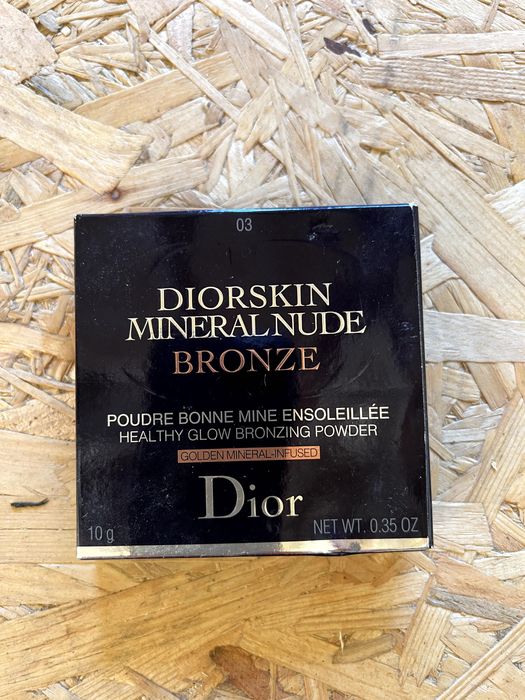 03
DIORSKIN
MINERAL NUDE
BRONZE
POUDRE BONNE MINE ENSOLEILLÉE
HEALTHY GLOW BRONZING POWDER
GOLDEN MINERAL-INFUSED
Dior
10 g
NET WT. 0.35 OZ